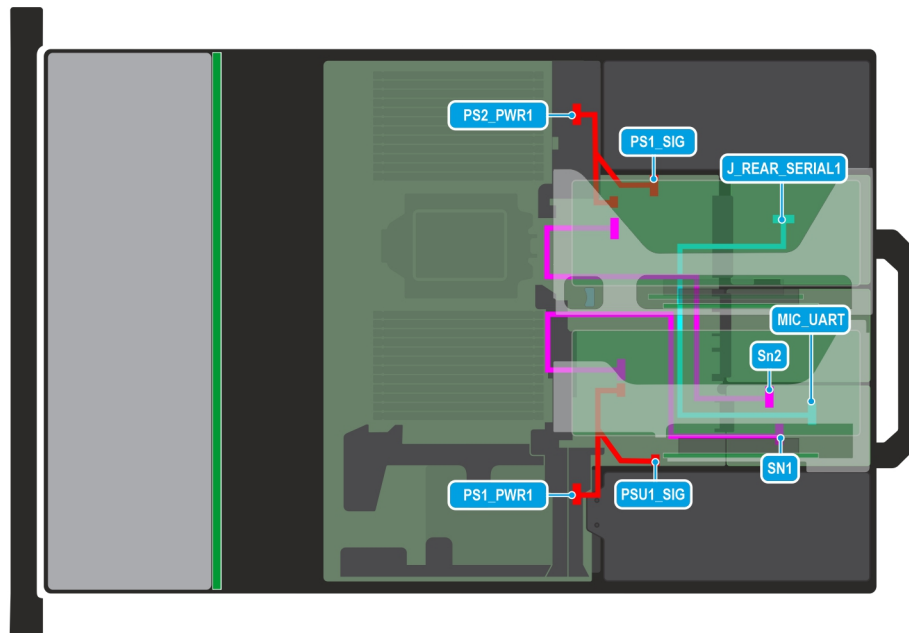 PS2_PWR1
PS1_SIG
J_REAR_SERIAL1
MIC_UART
Sn2
SN1
PS1_PWR1
PSU1_SIG